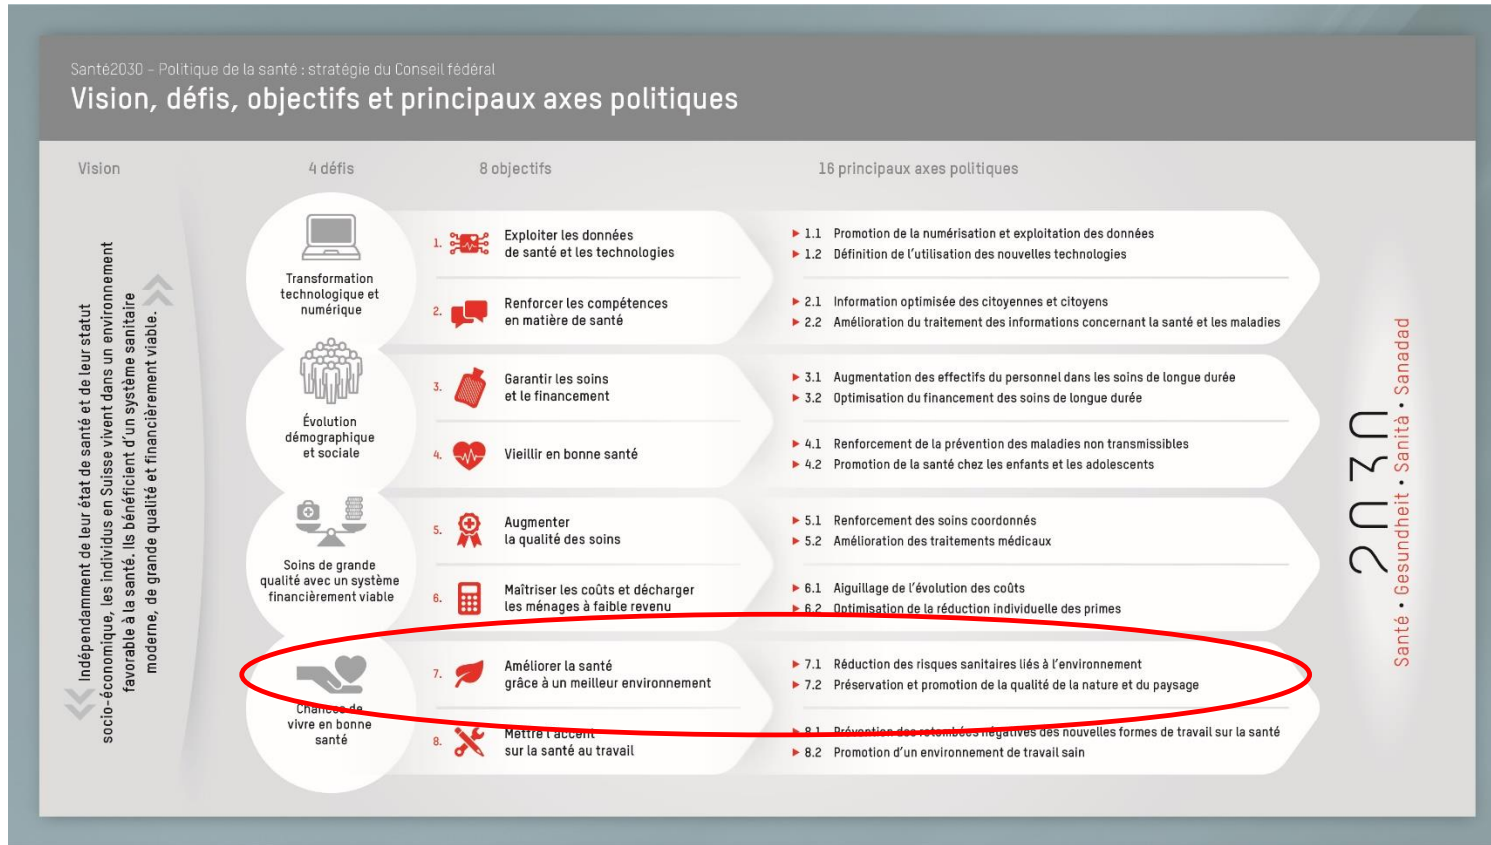 Santé2030 – Politique de la santé : stratégie du Conseil fédéral
Vision, défis, objectifs et principaux axes politiques
Vision
4 défis
8 objectifs
16 principaux axes politiques
Indépendamment de leur état de santé et de leur statut
socio-économique, les individus en Suisse vivent dans un environnement
favorable à la santé. Ils bénéficient d'un système sanitaire
moderne, de grande qualité et financièrement viable.
Transformation
technologique et
numérique
1. Exploiter les données
de santé et les technologies
1.1 Promotion de la numérisation et exploitation des données
1.2 Définition de l'utilisation des nouvelles technologies
2. Renforcer les compétences
en matière de santé
2.1 Information optimisée des citoyennes et citoyens
2.2 Amélioration du traitement des informations concernant la santé et les maladies
Évolution
démographique
et sociale
3. Garantir les soins
et le financement
3.1 Augmentation des effectifs du personnel dans les soins de longue durée
3.2 Optimisation du financement des soins de longue durée
4. Vieillir en bonne santé
4.1 Renforcement de la prévention des maladies non transmissibles
4.2 Promotion de la santé chez les enfants et les adolescents
Soins de grande
qualité avec un système
financièrement viable
5. Augmenter
la qualité des soins
5.1 Renforcement des soins coordonnés
5.2 Amélioration des traitements médicaux
6. Maîtriser les coûts et décharger
les ménages à faible revenu
6.1 Aiguillage de l'évolution des coûts
6.2 Optimisation de la réduction individuelle des primes
Chances de
vivre en bonne
santé
7. Améliorer la santé
grâce à un meilleur environnement
7.1 Réduction des risques sanitaires liés à l'environnement
7.2 Préservation et promotion de la qualité de la nature et du paysage
8. Mettre l'accent
sur la santé au travail
8.1 Prévention des retombées négatives des nouvelles formes de travail sur la santé
8.2 Promotion d'un environnement de travail sain
2030
Santé • Gesundheit • Sanità • Sanadad